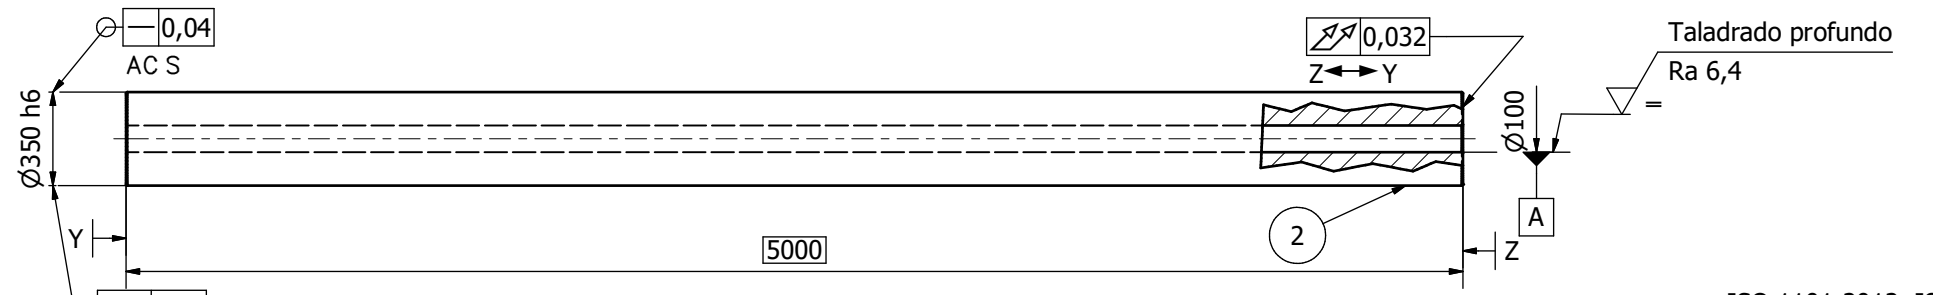 0,04
AC S
0,032
Z Y
Taladrado profundo
Ra 6,4
=
Ø350 h6
Ø100
A
2
Y
5000
Z